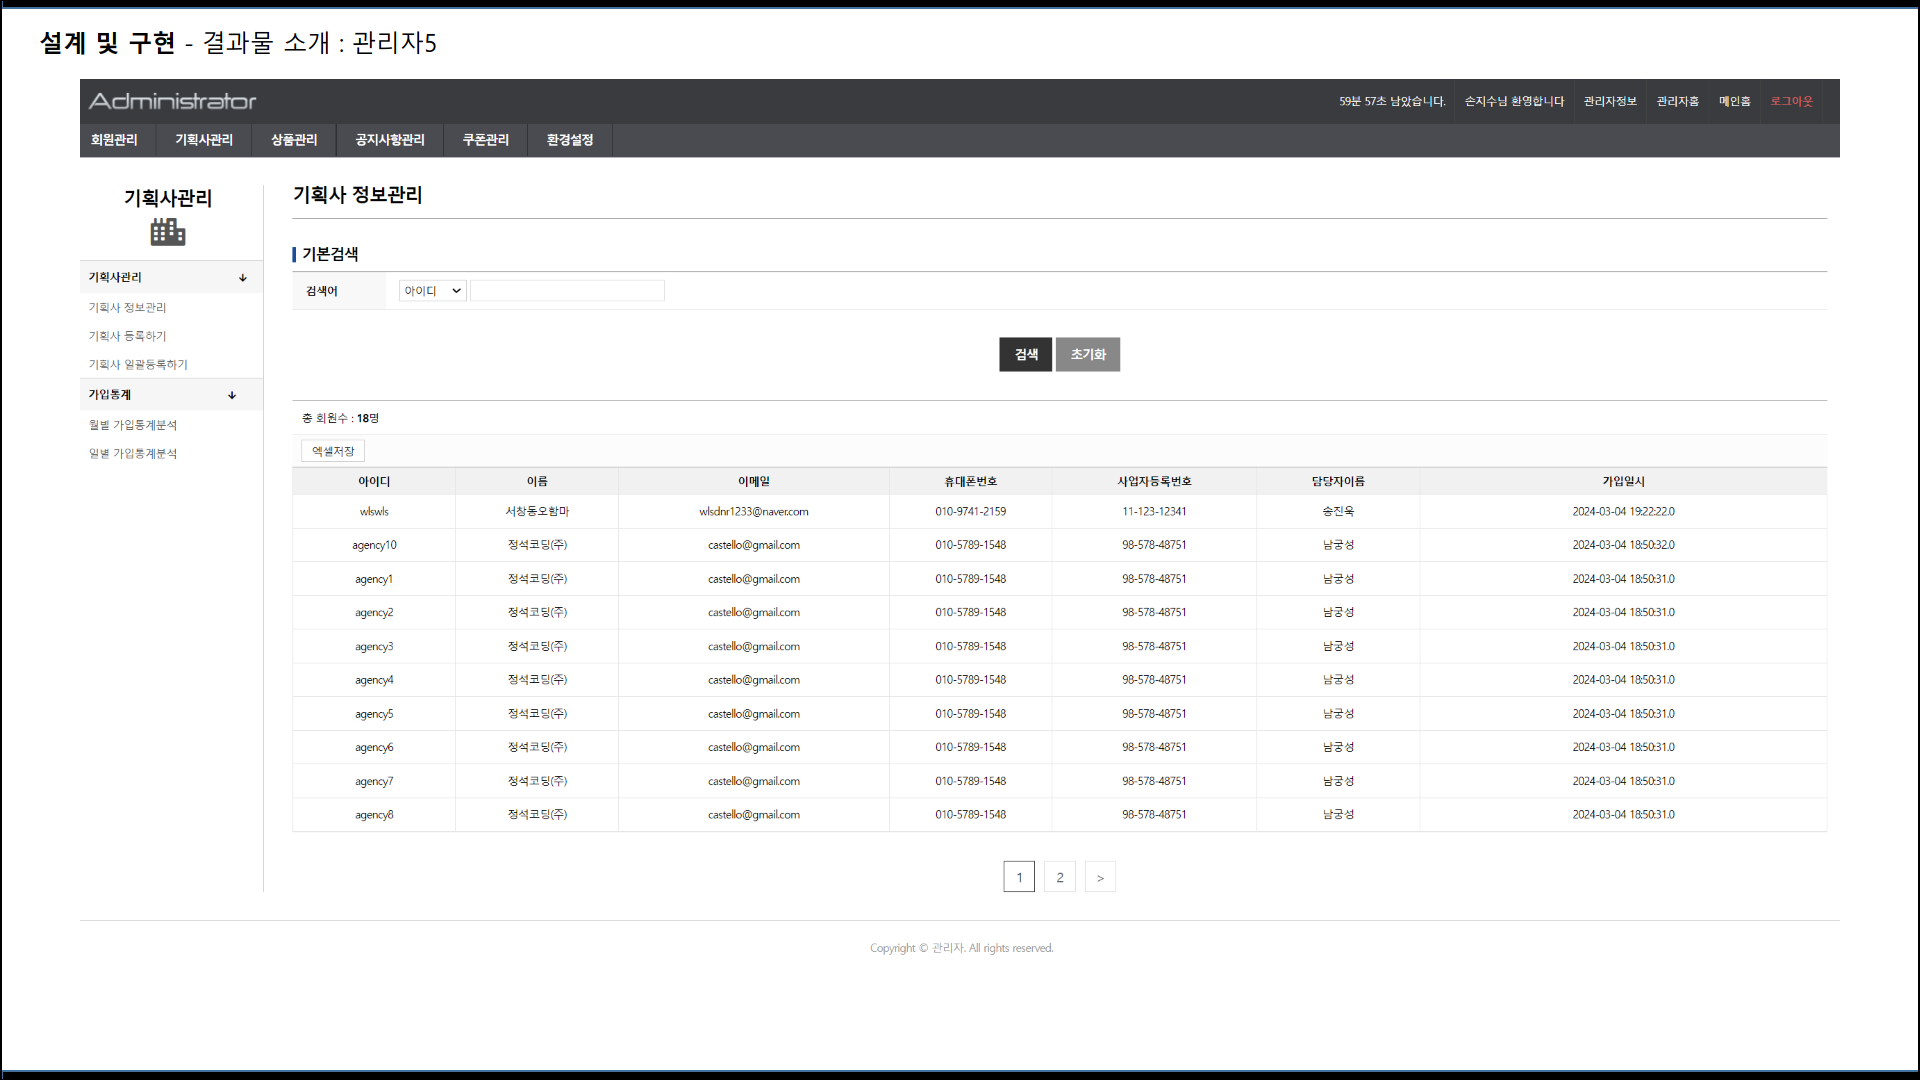 설계 및 구현 - 결과물 소개 : 관리자5
Administrator
59분 57초 남았습니다. 손지수님 환영합니다 관리자정보 관리자홈 메인홈 로그아웃
회원관리 기획사관리 상품관리 공지사항관리 쿠폰관리 환경설정
기획사관리
기획사관리
기획사 정보관리
기획사 등록하기
기획사 일괄등록하기
가입통계
월별 가입통계분석
일별 가입통계분석
기획사 정보관리
기본검색
검색어 아이디
검색 초기화
총 회원수 : 18명
엑셀저장
아이디 이름 이메일 휴대폰번호 사업자등록번호 담당자이름 가입일시
wlswls 서창동오함마 wlsdnr1233@naver.com 010-9741-2159 11-123-12341 송진욱 2024-03-04 19:22:22.0
agency10 정석코딩(주) castello@gmail.com 010-5789-1548 98-578-48751 남궁성 2024-03-04 18:50:32.0
agency1 정석코딩(주) castello@gmail.com 010-5789-1548 98-578-48751 남궁성 2024-03-04 18:50:31.0
agency2 정석코딩(주) castello@gmail.com 010-5789-1548 98-578-48751 남궁성 2024-03-04 18:50:31.0
agency3 정석코딩(주) castello@gmail.com 010-5789-1548 98-578-48751 남궁성 2024-03-04 18:50:31.0
agency4 정석코딩(주) castello@gmail.com 010-5789-1548 98-578-48751 남궁성 2024-03-04 18:50:31.0
agency5 정석코딩(주) castello@gmail.com 010-5789-1548 98-578-48751 남궁성 2024-03-04 18:50:31.0
agency6 정석코딩(주) castello@gmail.com 010-5789-1548 98-578-48751 남궁성 2024-03-04 18:50:31.0
agency7 정석코딩(주) castello@gmail.com 010-5789-1548 98-578-48751 남궁성 2024-03-04 18:50:31.0
agency8 정석코딩(주) castello@gmail.com 010-5789-1548 98-578-48751 남궁성 2024-03-04 18:50:31.0
1 2 >
Copyright © 관리자. All rights reserved.